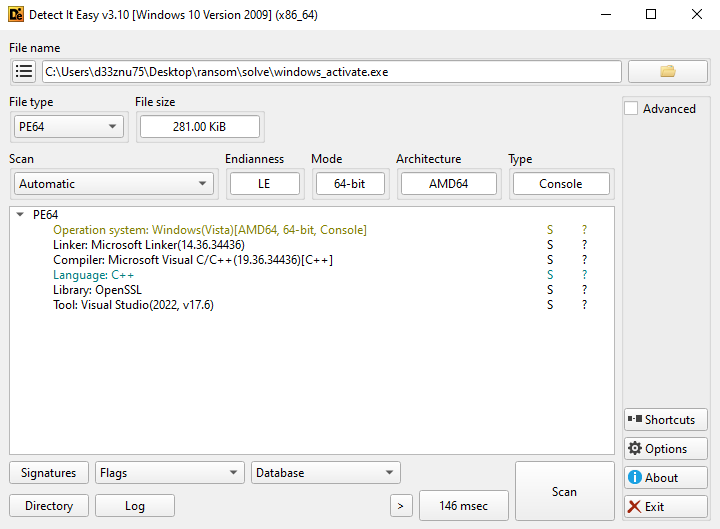 Detect It Easy v3.10 [Windows 10 Version 2009] (x86_64)
File name
C:\Users\d33znu75\Desktop\ransom\solve\windows_activate.exe
File type
File size
Advanced
PE64
281.00 KiB
Scan
Endianness
Mode
Architecture
Type
Automatic
LE
64-bit
AMD64
Console
PE64
Operation system: Windows(Vista)[AMD64, 64-bit, Console] S ?
Linker: Microsoft Linker(14.36.34436) S ?
Compiler: Microsoft Visual C/C++(19.36.34436)[C++] S ?
Language: C++ S ?
Library: OpenSSL S ?
Tool: Visual Studio(2022, v17.6) S ?
Shortcuts
Options
Signatures
Flags
Database
Scan
About
Directory
Log
>
146 msec
Exit